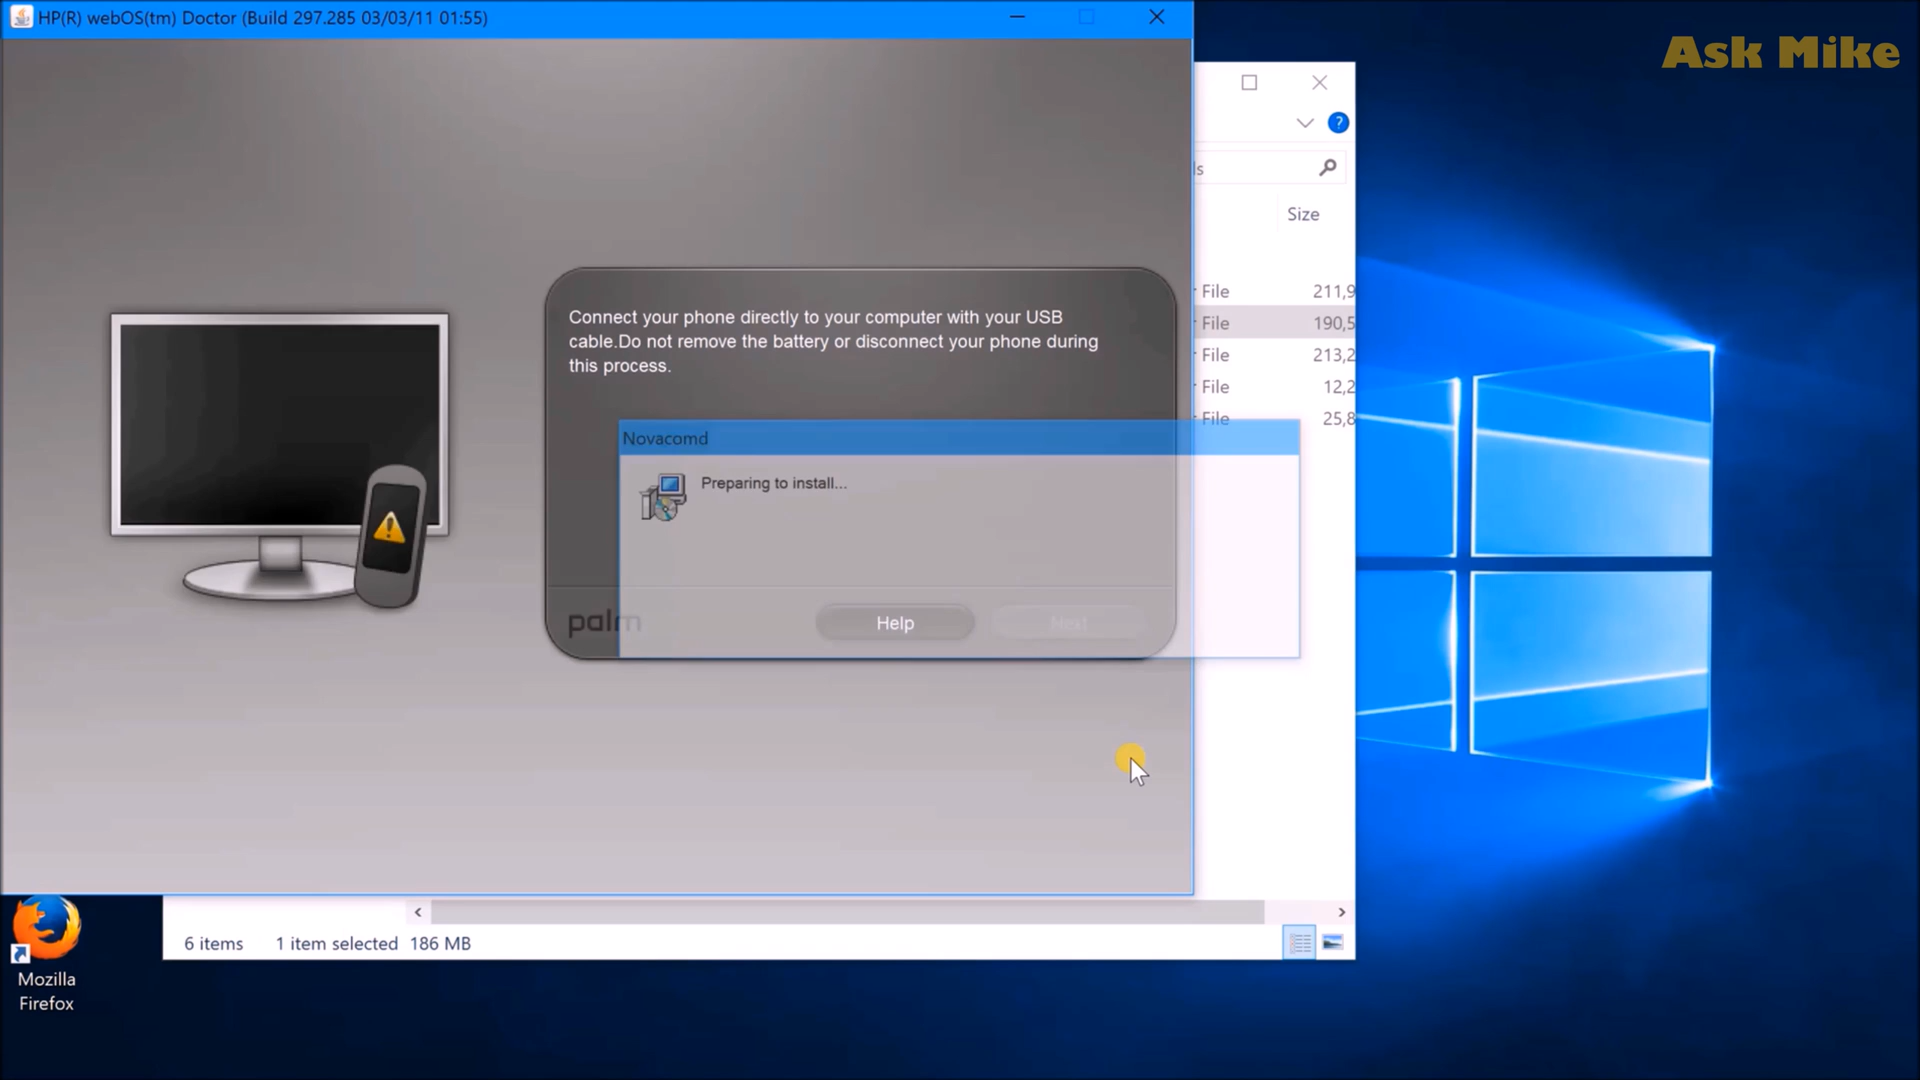 HP(R) webOS(tm) Doctor (Build 297.285 03/03/11 01:55)
Ask Mike
?
ls
Size
Connect your phone directly to your computer with your USB
cable.Do not remove the battery or disconnect your phone during
this process.
File 211,9
File 190,5
File 213,2
File 12,2
File 25,8
Novacomd
Preparing to install...
palm
Help
Next
6 items 1 item selected 186 MB
Mozilla
Firefox